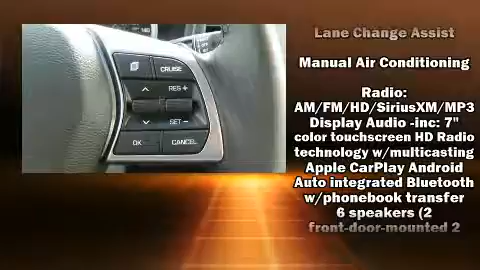 CRUISE
RES +
SET −
OK
CANCEL
Lane Change Assist
Manual Air Conditioning
Radio:
AM/FM/HD/SiriusXM/MP3
Display Audio -inc: 7"
color touchscreen HD Radio
technology w/multicasting
Apple CarPlay Android
Auto integrated Bluetooth
w/phonebook transfer
6 speakers (2
front-door-mounted 2